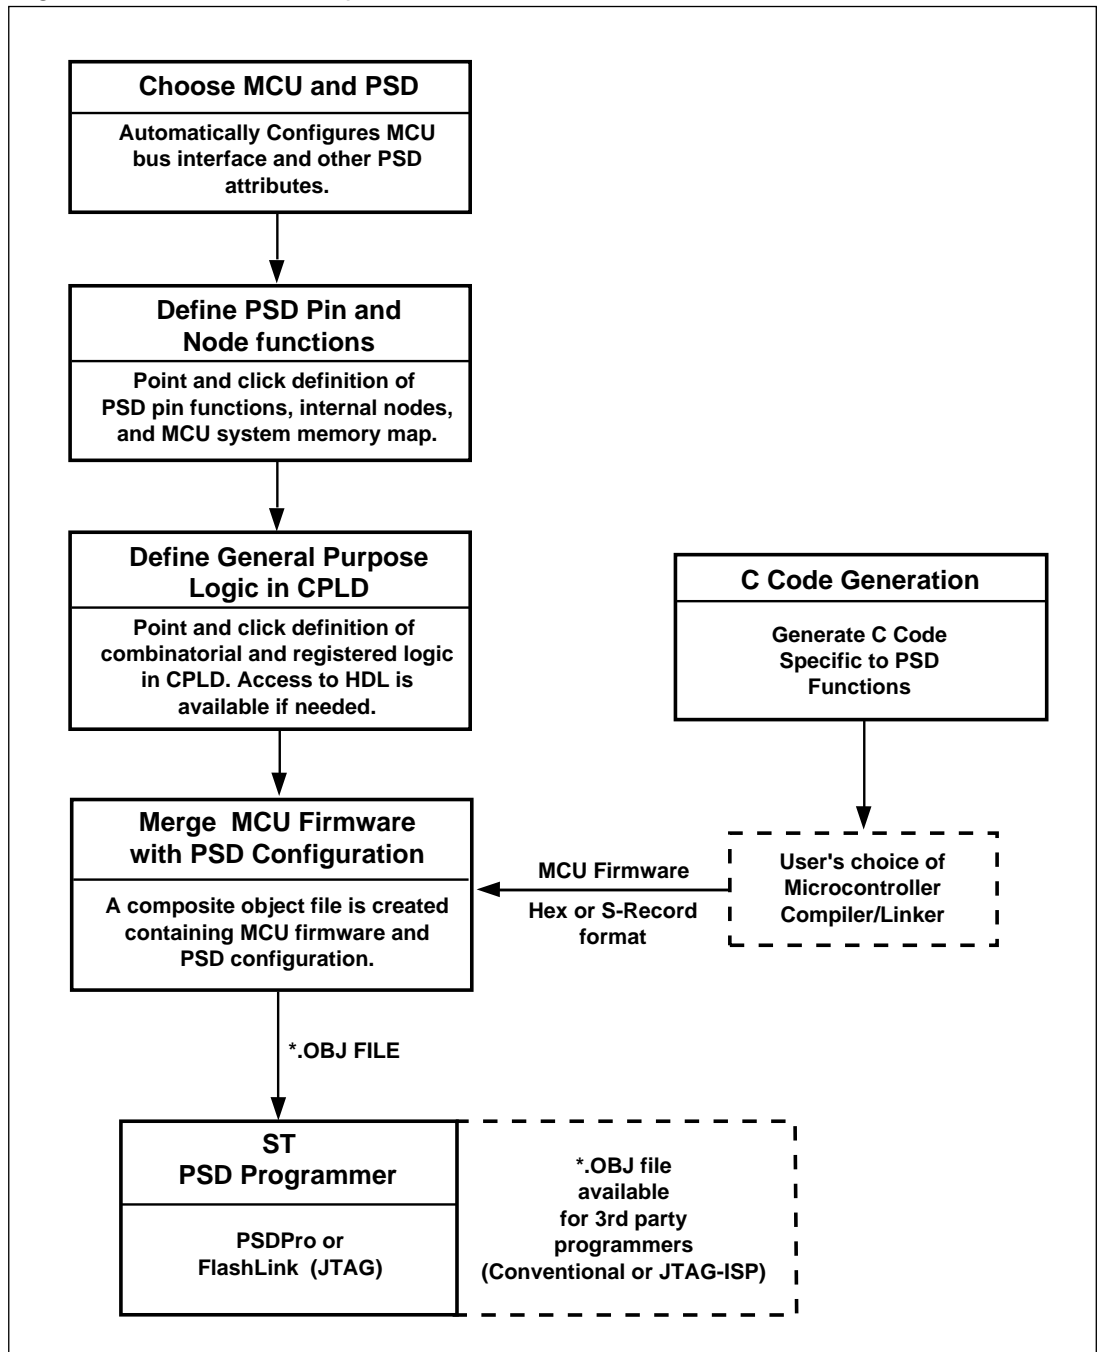 Choose MCU and PSD
Automatically Configures MCU
bus interface and other PSD
attributes.
Define PSD Pin and
Node functions
Point and click definition of
PSD pin functions, internal nodes,
and MCU system memory map.
Define General Purpose
Logic in CPLD
Point and click definition of
combinatorial and registered logic
in CPLD. Access to HDL is
available if needed.
C Code Generation
Generate C Code
Specific to PSD
Functions
Merge MCU Firmware
with PSD Configuration
A composite object file is created
containing MCU firmware and
PSD configuration.
MCU Firmware
Hex or S-Record
format
User's choice of
Microcontroller
Compiler/Linker
*.OBJ FILE
ST
PSD Programmer
PSDPro or
FlashLink (JTAG)
*.OBJ file
available
for 3rd party
programmers
(Conventional or JTAG-ISP)